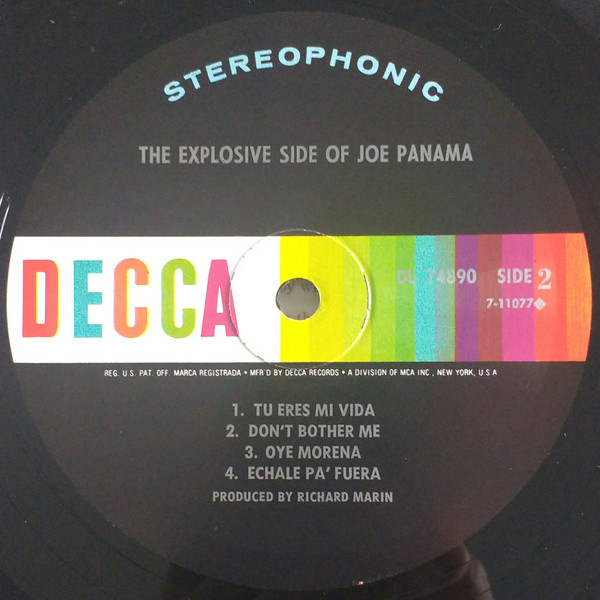 STEREOPHONIC
THE EXPLOSIVE SIDE OF JOE PANAMA
DECCA
DL 74890 SIDE 2
7-11077
REG. U.S. PAT. OFF. MARCA REGISTRADA • MFR'D BY DECCA RECORDS • A DIVISION OF MCA INC., NEW YORK, U.S.A
1. TU ERES MI VIDA
2. DON'T BOTHER ME
3. OYE MORENA
4. ECHALE PA' FUERA
PRODUCED BY RICHARD MARIN